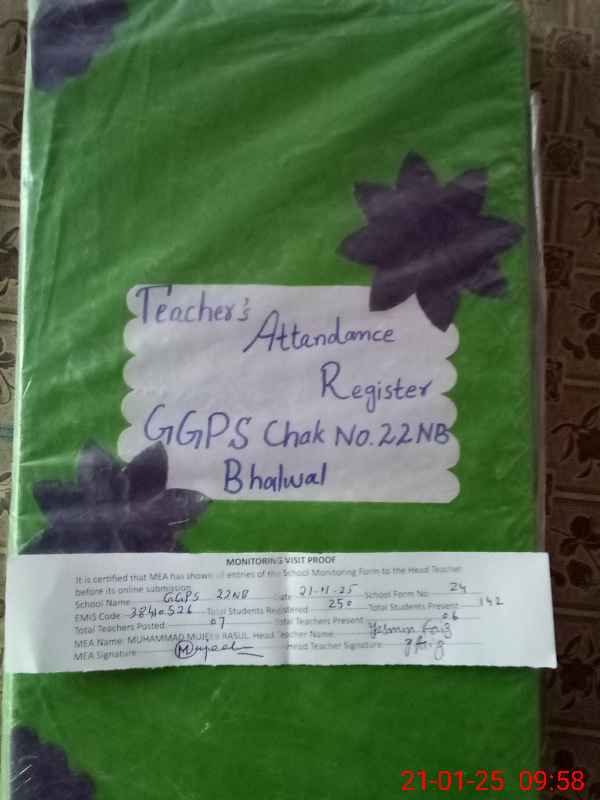 Teacher's
Attandance
Register
GGPS Chak No. 22NB
Bhalwal
MONITORING VISIT PROOF
It is certified that MEA has shown all entries of the School Monitoring Form to the Head Teacher
before its online submission.
School Name GGPS 22NB Date 21-1-25 School Form No: 24
EMIS Code 38410526 Total Students Registered 250 Total Students Present 142
Total Teachers Posted 07 Total Teachers Present 06
MEA Name: MUHAMMAD MUJEEB RASUL Head Teacher Name Yasmin
MEA Signature Head Teacher Signature
21-01-25 09:58